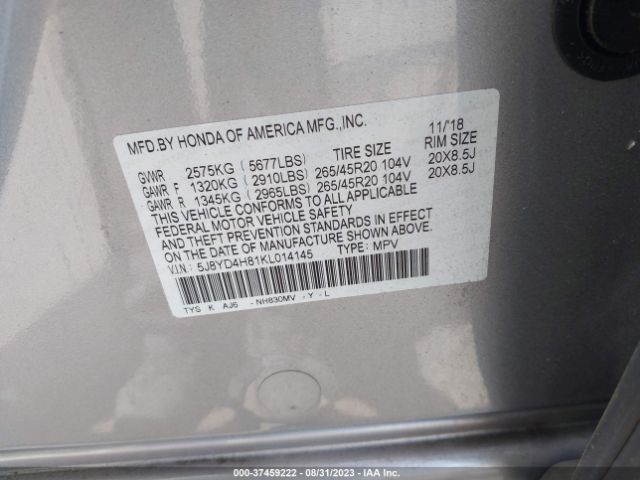 MFD.BY HONDA OF AMERICA MFG.,INC. 11/'18
TIRE SIZE RIM SIZE
GVWR 2575KG ( 5677LBS)
GAWR F 1320KG ( 2910LBS) 265/45R20 104V 20X8.5J
GAWR R 1345KG ( 2965LBS) 265/45R20 104V 20X8.5J
THIS VEHICLE CONFORMS TO ALL APPLICABLE
FEDERAL MOTOR VEHICLE SAFETY
AND THEFT PREVENTION STANDARDS IN EFFECT
ON THE DATE OF MANUFACTURE SHOWN ABOVE.
V.I.N.: 5J8YD4H81KL014145 TYPE: MPV
TYS K AJ6 -NH830MV -Y -L
000-37459222 - 08/31/2023 - IAA Inc.